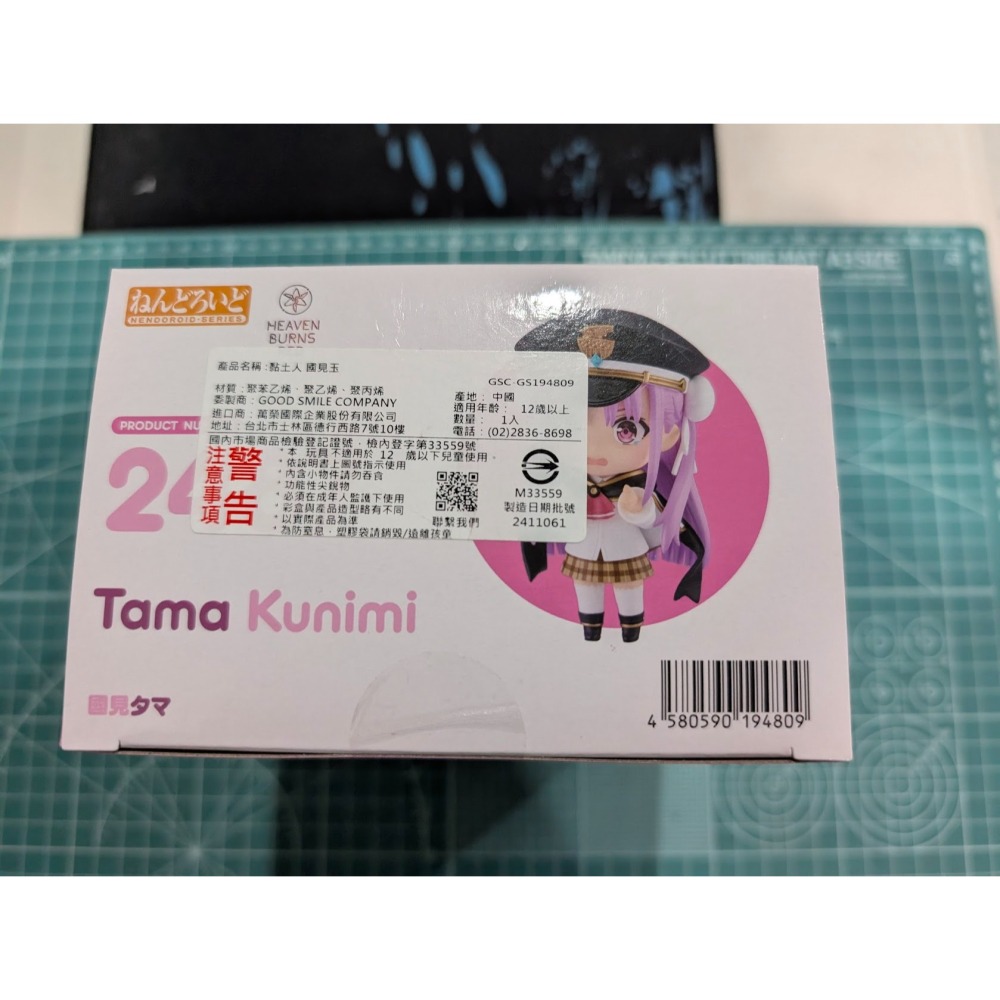 ねんどろいど
NENDOROID-SERIES
HEAVEN
BURNS
產品名稱:黏土人 國見玉
GSC-GS194809
材質:聚苯乙烯、聚乙烯、聚丙烯
產地: 中國
委製商:GOOD SMILE COMPANY
適用年齡: 12歲以上
進口商:萬榮國際企業股份有限公司
數量: 1人
地址:台北市士林區德行西路7號10樓
電話:(02)2836-8698
國內市場商品檢驗登記證號,檢內登字第33559號
注意事項
警告
*本 玩具不適用於 12 歲以下兒童使用。
*依說明書上圖號指示使用
*內含小物件請勿吞食
*功能性尖銳物
*必須在成年人監護下使用
*彩盒與產品造型略有不同
*以實際產品為準
*為防窒息,塑膠袋請銷毀/遠離孩童
聯繫我們
M33559
製造日期批號
2411061
PRODUCT
24
Tama Kunimi
國見タマ
4 580590 194809
CUTTING MAT A3SIZE